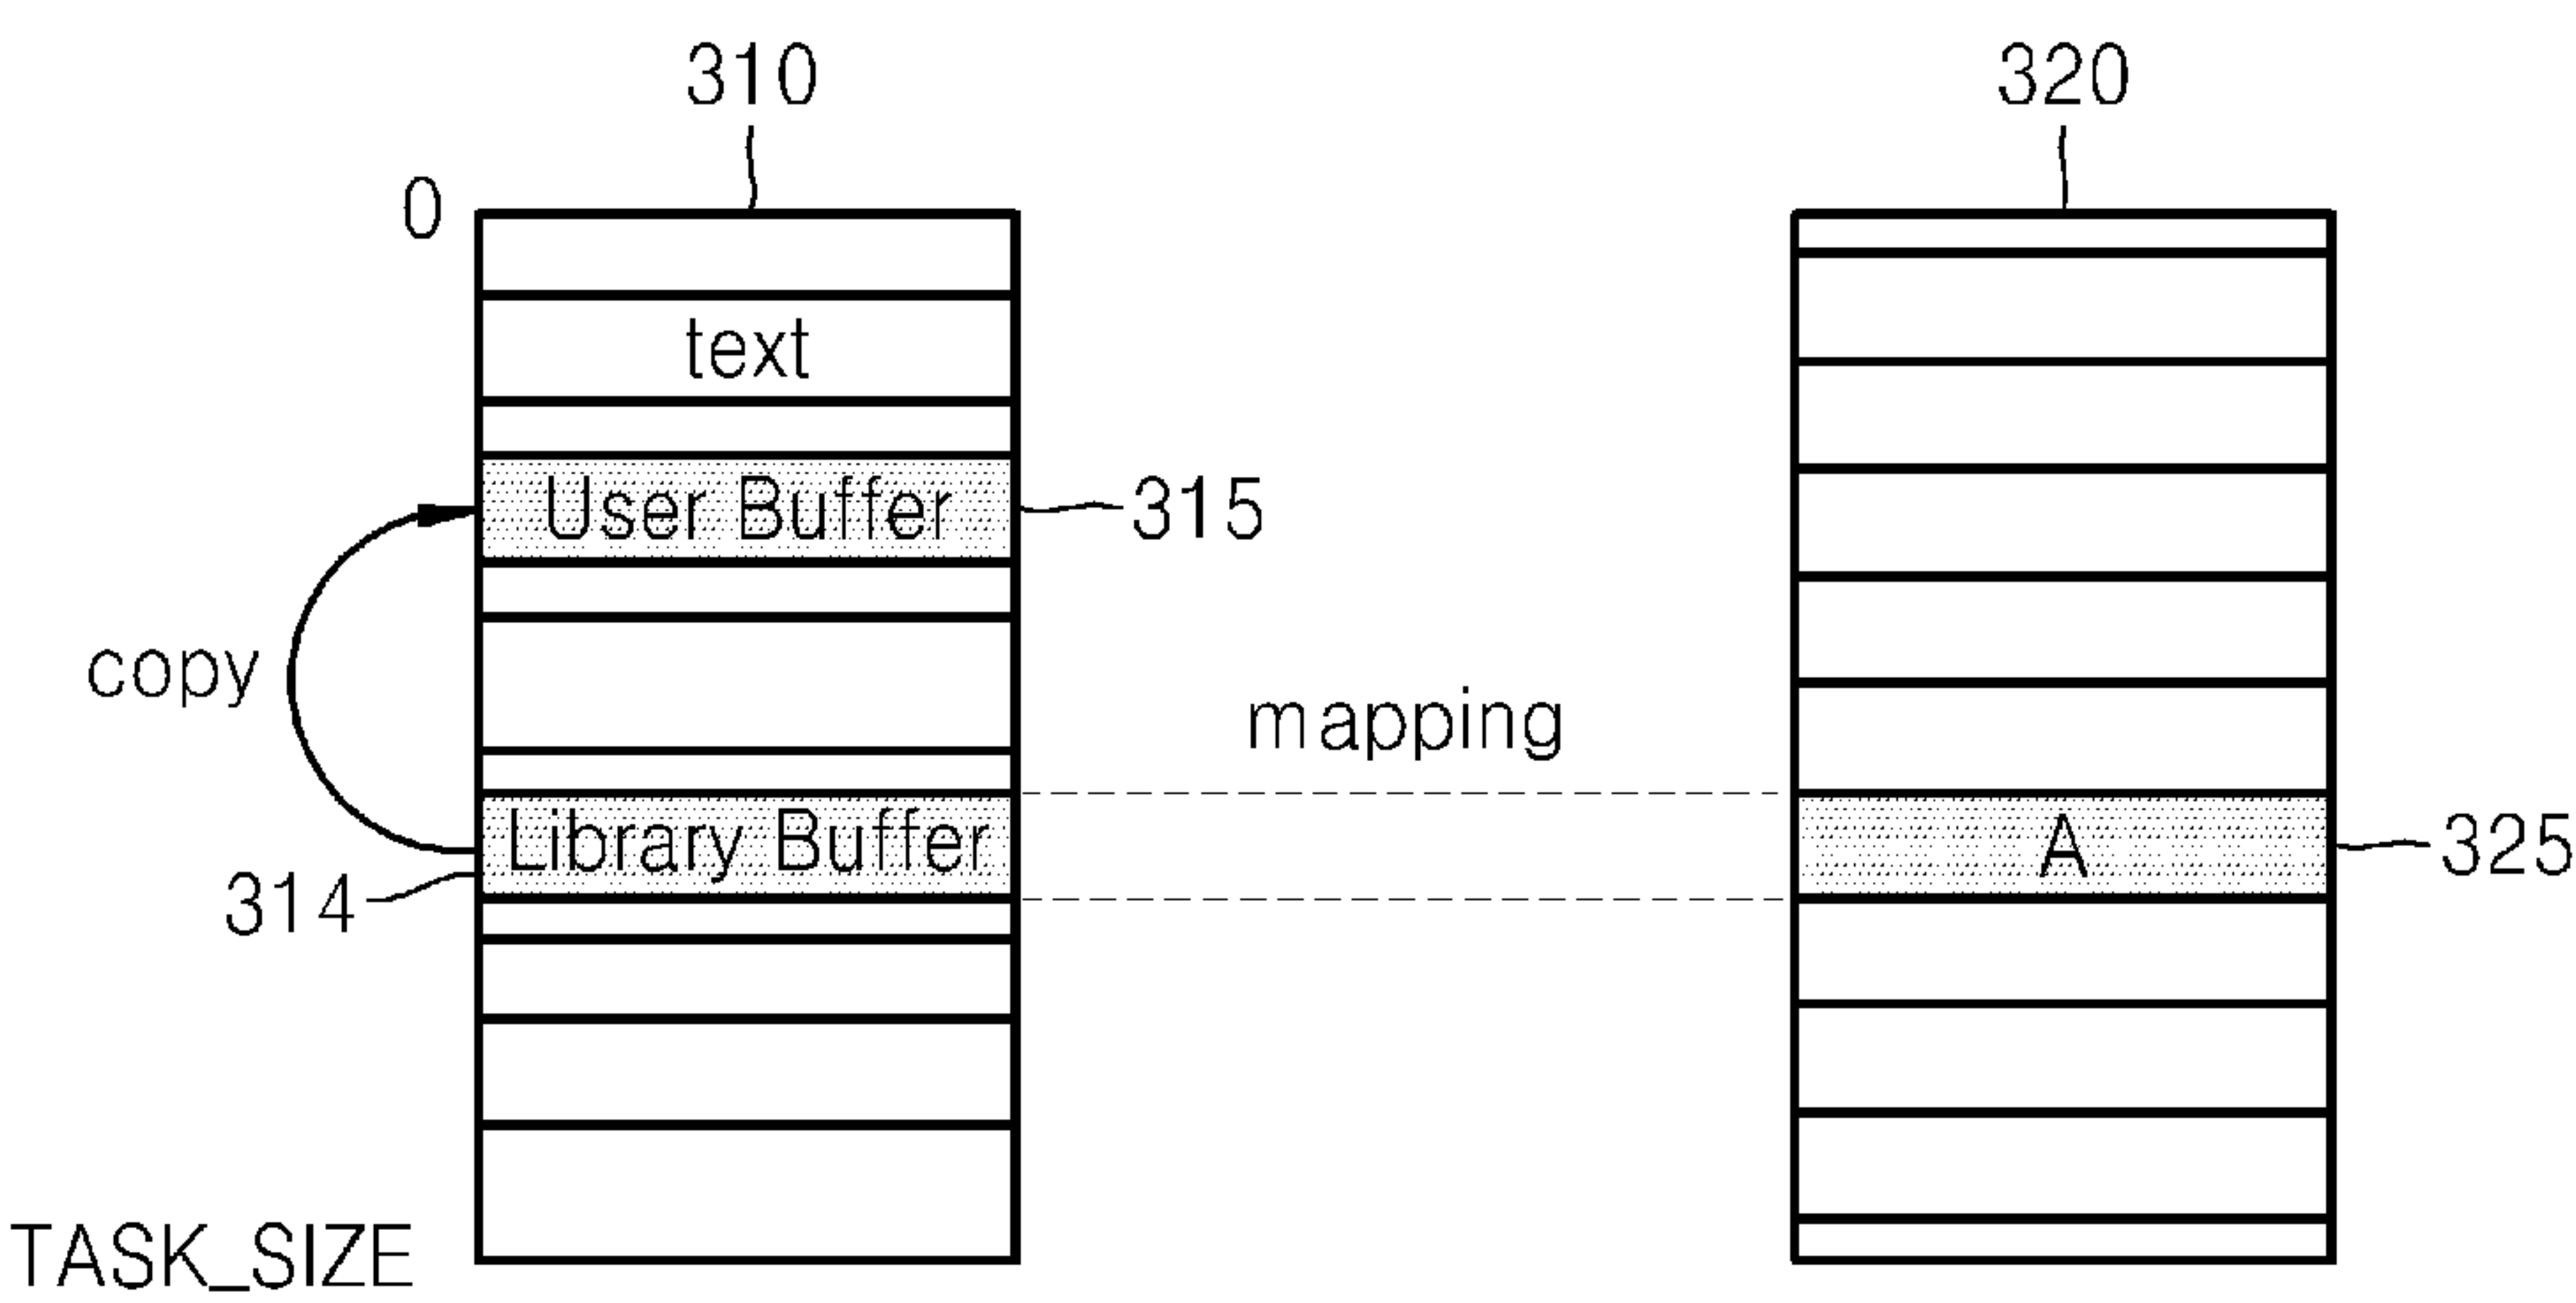 310
320
0
text
User Buffer
315
copy
mapping
Library Buffer
A
325
314
TASK_SIZE